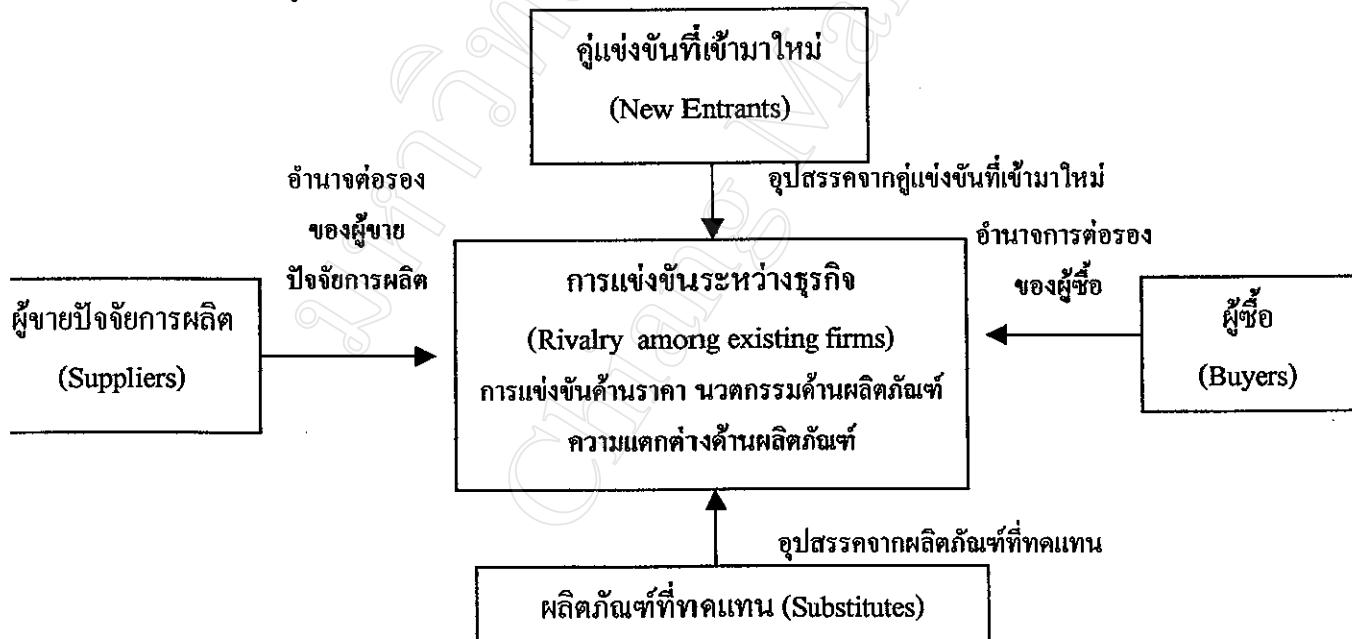 คู่แข่งขันที่เข้ามาใหม่
(New Entrants)
อุปสรรคจากคู่แข่งขันที่เข้ามาใหม่
อำนาจต่อรอง
ของผู้ขาย
ปัจจัยการผลิต
ผู้ขายปัจจัยการผลิต
(Suppliers)
การแข่งขันระหว่างธุรกิจ
(Rivalry among existing firms)
การแข่งขันด้านราคา นวตกรรมด้านผลิตภัณฑ์
ความแตกต่างด้านผลิตภัณฑ์
อำนาจการต่อรอง
ของผู้ซื้อ
ผู้ซื้อ
(Buyers)
อุปสรรคจากผลิตภัณฑ์ที่ทดแทน
ผลิตภัณฑ์ที่ทดแทน (Substitutes)